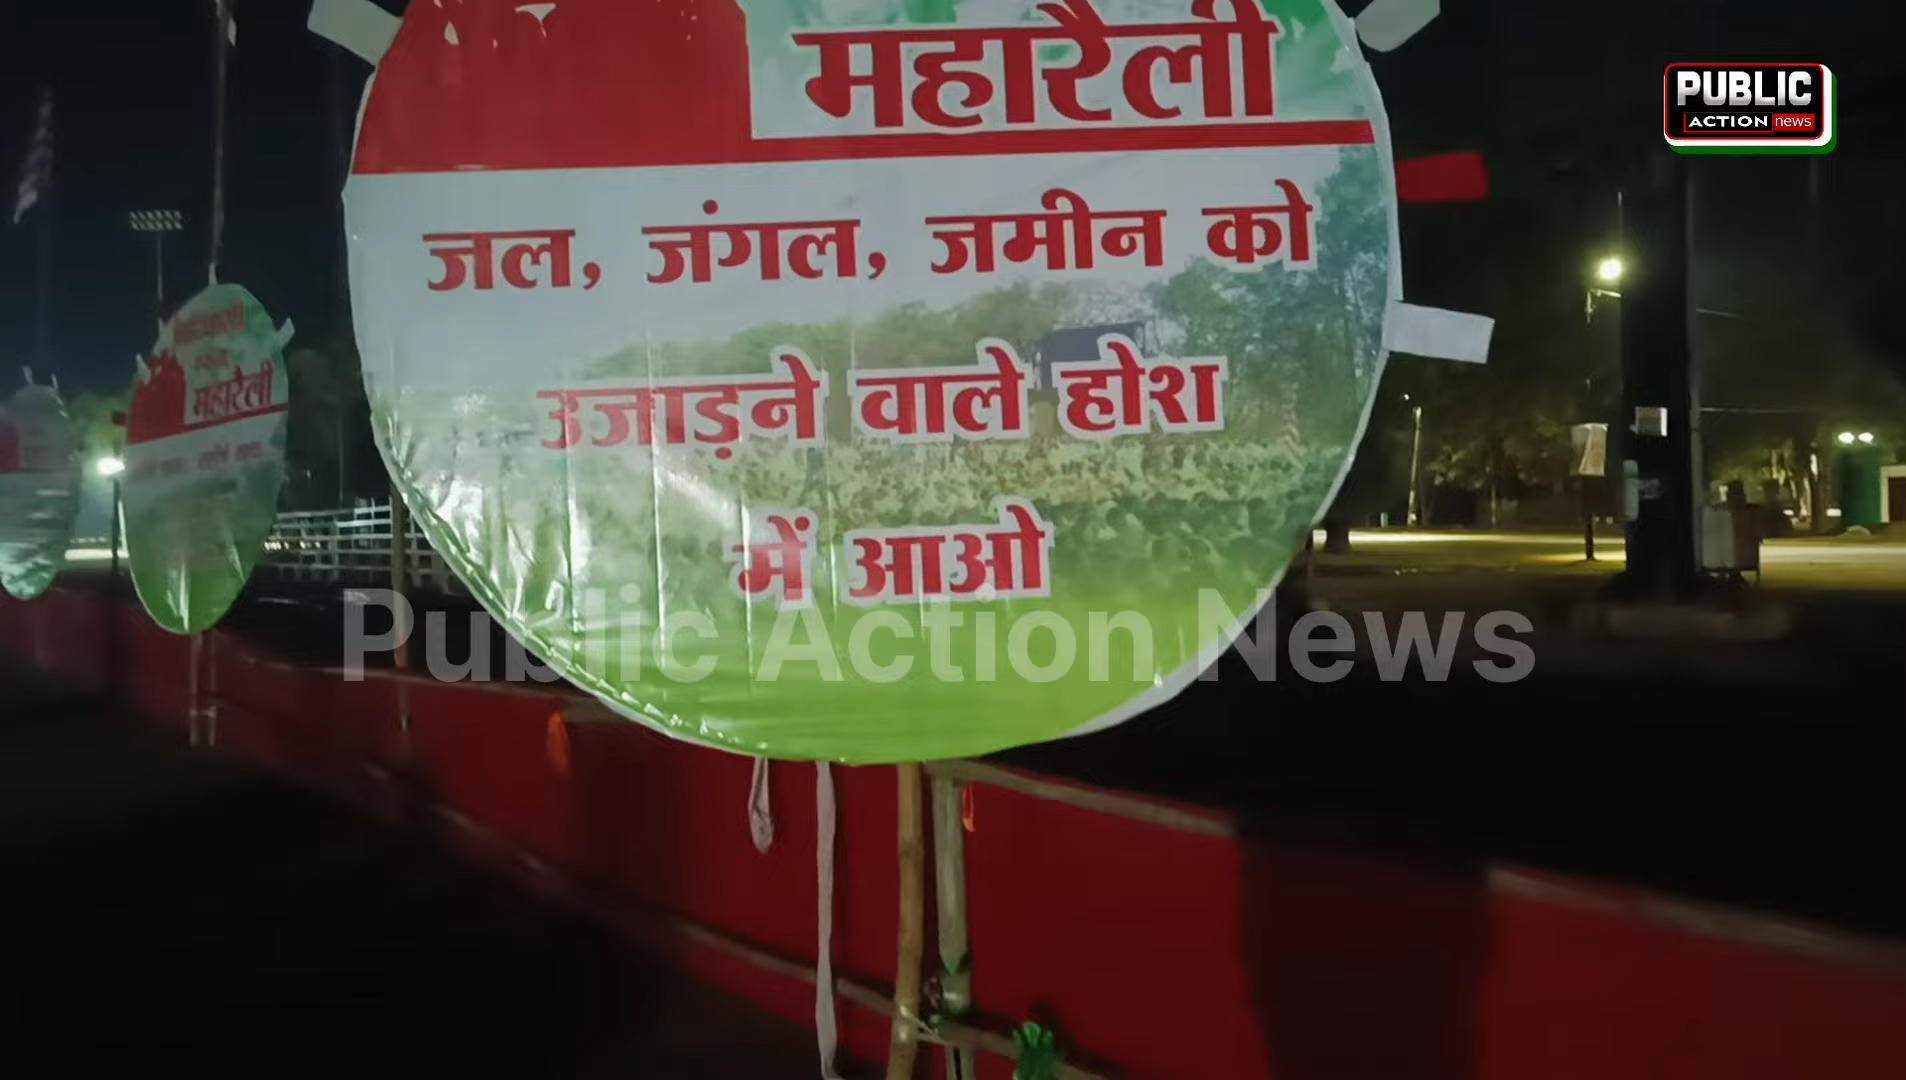 महारैली
जल, जंगल, जमीन को
उजाड़ने वाले होश
में आओ
महारैली
PUBLIC
ACTION news
Public Action News